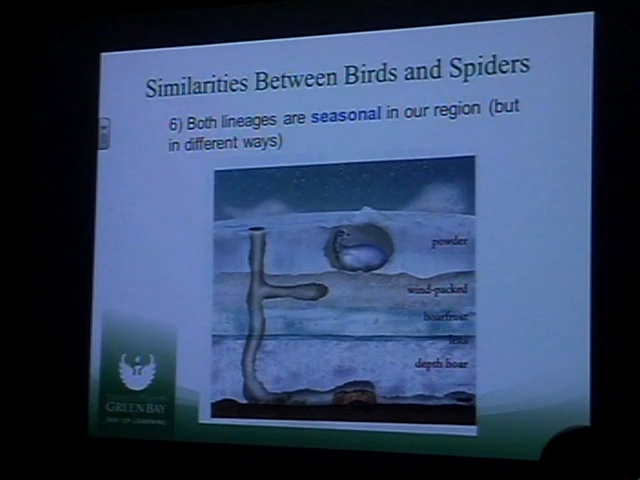 Similarities Between Birds and Spiders
6) Both lineages are seasonal in our region (but
in different ways)
powder
wind-packed
hoarfrost
lens
depth hoar
GREEN BAY